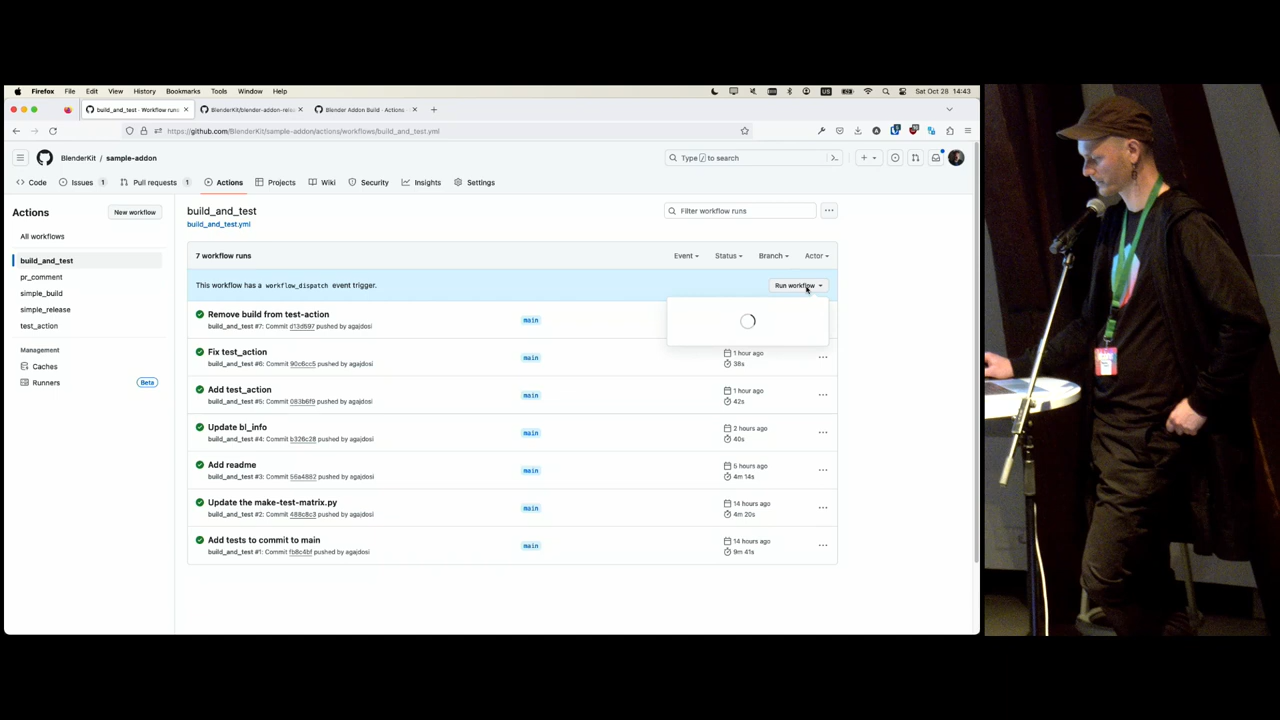 Firefox File Edit View History Bookmarks Tools Window Help
US
Sat Oct 28 14:43
build_and_test · Workflow runs
BlenderKit/blender-addon-rele
Blender Addon Build · Actions
https://github.com/BlenderKit/sample-addon/actions/workflows/build_and_test.yml
BlenderKit / sample-addon
Type / to search
Code Issues 1 Pull requests 1 Actions Projects Wiki Security Insights Settings
Actions
New workflow
All workflows
build_and_test
pr_comment
simple_build
simple_release
test_action
Management
Caches
Runners Beta
build_and_test
build_and_test.yml
Filter workflow runs
7 workflow runs
Event Status Branch Actor
This workflow has a workflow_dispatch event trigger.
Run workflow
Remove build from test-action
build_and_test #7: Commit d13d597 pushed by agajdosi
main
Fix test_action
build_and_test #6: Commit 90c6cc5 pushed by agajdosi
main
1 hour ago
38s
Add test_action
build_and_test #5: Commit 083b6f9 pushed by agajdosi
main
1 hour ago
42s
Update bl_info
build_and_test #4: Commit b326c28 pushed by agajdosi
main
2 hours ago
40s
Add readme
build_and_test #3: Commit 56a4882 pushed by agajdosi
main
5 hours ago
4m 14s
Update the make-test-matrix.py
build_and_test #2: Commit 488c8c3 pushed by agajdosi
main
14 hours ago
4m 20s
Add tests to commit to main
build_and_test #1: Commit fb8c4bf pushed by agajdosi
main
14 hours ago
9m 41s